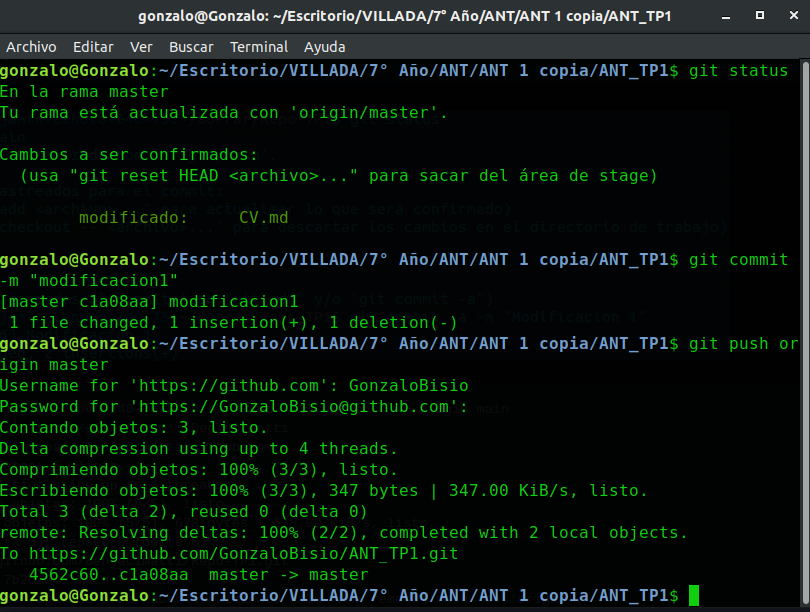 gonzalo@Gonzalo: ~/Escritorio/VILLADA/7° Año/ANT/ANT 1 copia/ANT_TP1
Archivo Editar Ver Buscar Terminal Ayuda
gonzalo@Gonzalo:~/Escritorio/VILLADA/7° Año/ANT/ANT 1 copia/ANT_TP1$ git status
En la rama master
Tu rama está actualizada con 'origin/master'.
Cambios a ser confirmados:
(usa "git reset HEAD <archivo>..." para sacar del área de stage)
modificado: CV.md
gonzalo@Gonzalo:~/Escritorio/VILLADA/7° Año/ANT/ANT 1 copia/ANT_TP1$ git commit
-m "modificacion1"
[master c1a08aa] modificacion1
1 file changed, 1 insertion(+), 1 deletion(-)
gonzalo@Gonzalo:~/Escritorio/VILLADA/7° Año/ANT/ANT 1 copia/ANT_TP1$ git push or
igin master
Username for 'https://github.com': GonzaloBisio
Password for 'https://GonzaloBisio@github.com':
Contando objetos: 3, listo.
Delta compression using up to 4 threads.
Comprimiendo objetos: 100% (3/3), listo.
Escribiendo objetos: 100% (3/3), 347 bytes | 347.00 KiB/s, listo.
Total 3 (delta 2), reused 0 (delta 0)
remote: Resolving deltas: 100% (2/2), completed with 2 local objects.
To https://github.com/GonzaloBisio/ANT_TP1.git
4562c60..c1a08aa master -> master
gonzalo@Gonzalo:~/Escritorio/VILLADA/7° Año/ANT/ANT 1 copia/ANT_TP1$